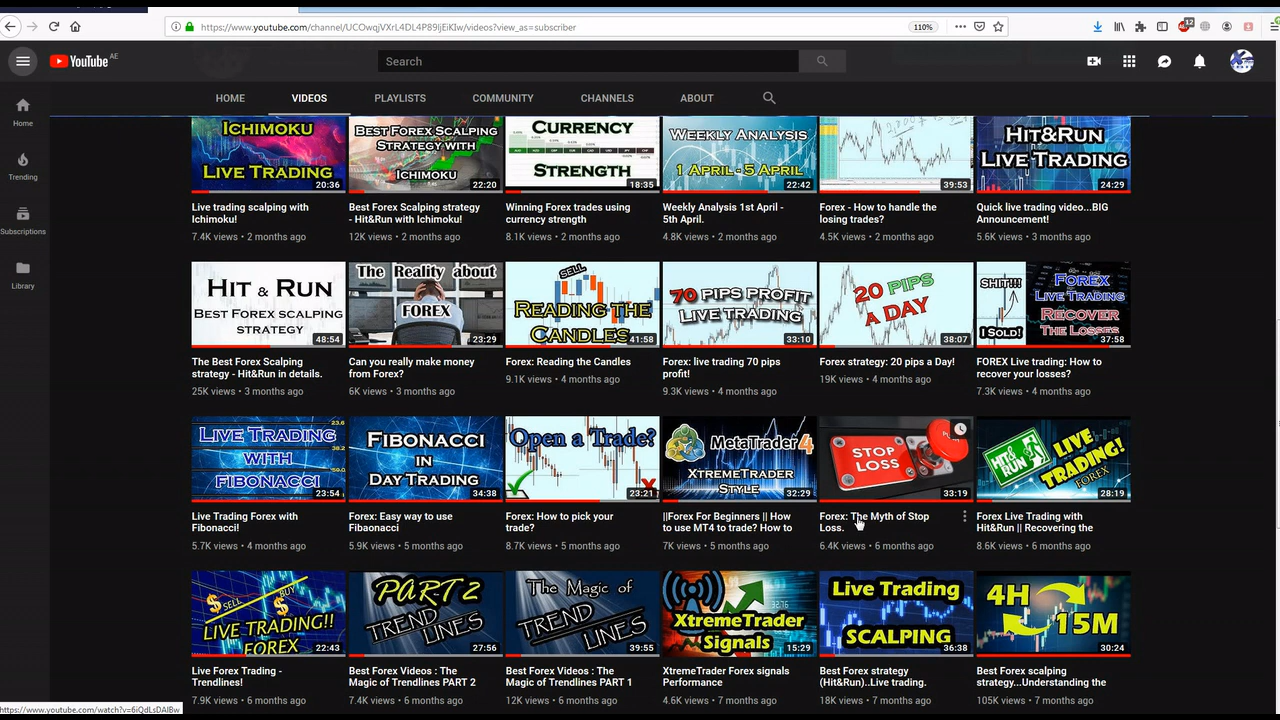 https://www.youtube.com/channel/UCOwqjVXrL4DL4P89ljEiKIw/videos?view_as=subscriber
110%
12
YouTube AE
Search
HOME VIDEOS PLAYLISTS COMMUNITY CHANNELS ABOUT
Home
Trending
Subscriptions
Library
ICHIMOKU
LIVE TRADING
20:36
Live trading scalping with
Ichimoku!
7.4K views • 2 months ago
BEST FOREX SCALPING
STRATEGY WITH
ICHIMOKU
22:20
Best Forex Scalping strategy
- Hit&Run with Ichimoku!
12K views • 2 months ago
CURRENCY
STRENGTH
18:35
Winning Forex trades using
currency strength
8.1K views • 2 months ago
WEEKLY ANALYSIS
1 APRIL - 5 APRIL
22:42
Weekly Analysis 1st April -
5th April.
4.8K views • 2 months ago
39:53
Forex - How to handle the
losing trades?
4.5K views • 2 months ago
HIT&RUN
LIVE TRADING
24:29
Quick live trading video...BIG
Announcement!
5.6K views • 3 months ago
HIT & RUN
BEST FOREX SCALPING
STRATEGY
48:54
The Best Forex Scalping
strategy - Hit&Run in details.
25K views • 3 months ago
The Reality about
FOREX
23:29
Can you really make money
from Forex?
6K views • 3 months ago
SELL
READING THE
CANDLES
41:58
Forex: Reading the Candles
9.1K views • 4 months ago
70 PIPS PROFIT
LIVE TRADING
33:10
Forex: live trading 70 pips
profit!
9.3K views • 4 months ago
20 PIPS
A DAY
38:07
Forex strategy: 20 pips a Day!
19K views • 4 months ago
SHIT!!!
I SOLD!
FOREX
LIVE TRADING
RECOVER
THE LOSSES
37:58
FOREX Live trading: How to
recover your losses?
7.3K views • 4 months ago
LIVE TRADING
WITH
FIBONACCI
23.6
38.2
50.0
23:54
Live Trading Forex with
Fibonacci!
5.7K views • 4 months ago
FIBONACCI
IN
DAY TRADING
34:38
Forex: Easy way to use
Fibaonacci
5.9K views • 5 months ago
Open a Trade?
23:21
Forex: How to pick your
trade?
8.7K views • 5 months ago
MetaTrader 4
XTREMETRADER
STYLE
32:29
||Forex For Beginners || How
to use MT4 to trade? How to
7K views • 5 months ago
STOP
LOSS
33:19
Forex: The Myth of Stop
Loss.
6.4K views • 6 months ago
HIT&
RUN
LIVE
TRADING!
FOREX
28:19
Forex Live Trading with
Hit&Run || Recovering the
8.6K views • 6 months ago
$ SELL
BUY $
LIVE TRADING!!
FOREX
22:43
Live Forex Trading -
Trendlines!
7.9K views • 6 months ago
PART 2
TREND
LINES
27:56
Best Forex Videos : The
Magic of Trendlines PART 2
7.4K views • 6 months ago
The Magic of
TREND
LINES
39:55
Best Forex Videos : The
Magic of Trendlines PART 1
12K views • 6 months ago
32.76
XtremeTrader
Signals
15:29
XtremeTrader Forex signals
Performance
4.6K views • 7 months ago
Live Trading
SCALPING
36:38
Best Forex strategy
(Hit&Run)..Live trading.
18K views • 7 months ago
4H
15M
30:24
Best Forex scalping
strategy...Understanding the
105K views • 7 months ago
https://www.youtube.com/watch?v=6iQdLsDAIBw